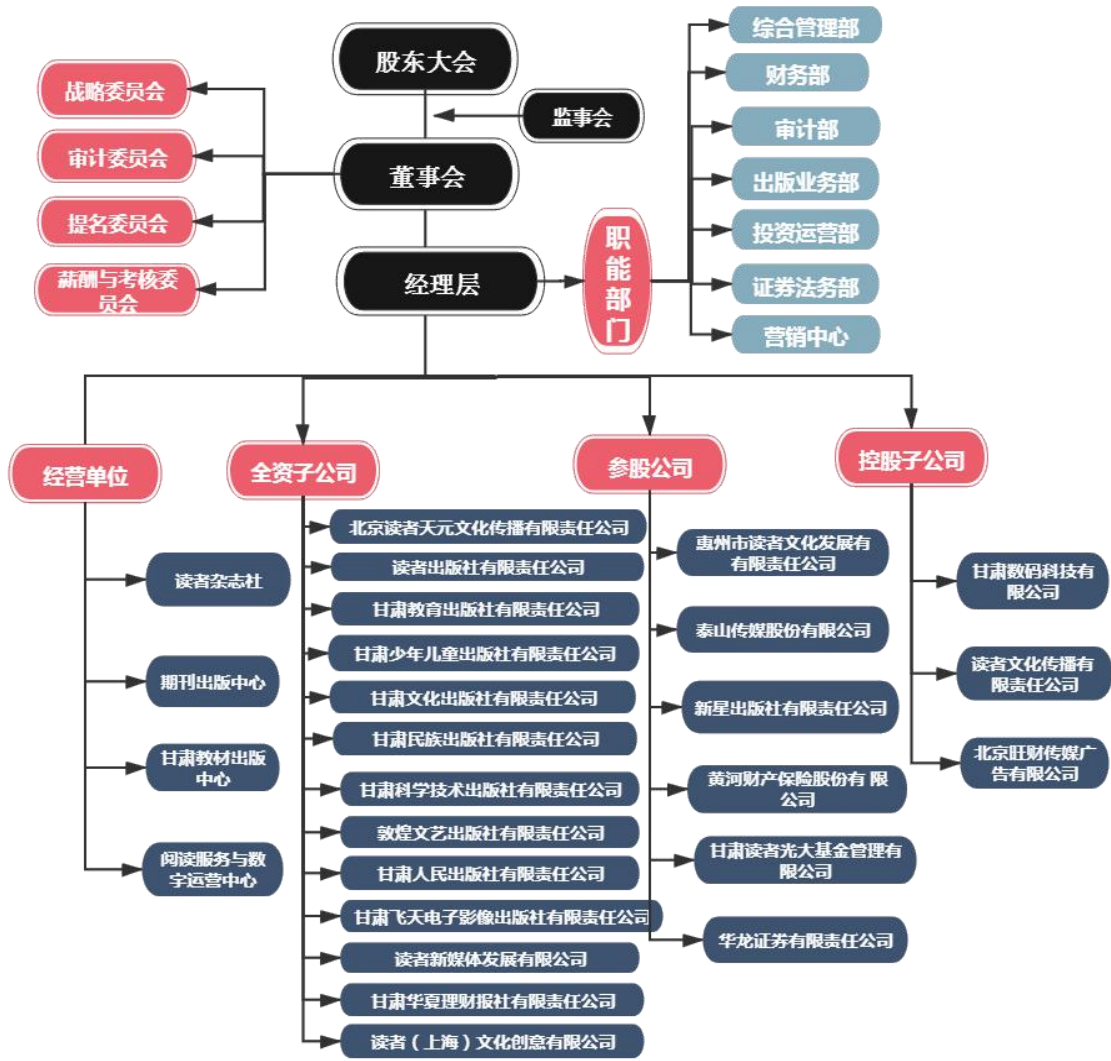 股东大会
监事会
董事会
经理层
战略委员会
审计委员会
提名委员会
薪酬与考核委
员会
职
能
部
门
综合管理部
财务部
审计部
出版业务部
投资运营部
证券法务部
营销中心
经营单位
读者杂志社
期刊出版中心
甘肃教材出版
中心
阅读服务与数
字运营中心
全资子公司
北京读者天元文化传播有限责任公司
读者出版社有限责任公司
甘肃教育出版社有限责任公司
甘肃少年儿童出版社有限责任公司
甘肃文化出版社有限责任公司
甘肃民族出版社有限责任公司
甘肃科学技术出版社有限责任公司
敦煌文艺出版社有限责任公司
甘肃人民出版社有限责任公司
甘肃飞天电子影像出版社有限责任公司
读者新媒体发展有限公司
甘肃华夏理财报社有限责任公司
读者（上海）文化创意有限公司
参股公司
惠州市读者文化发展有
有限责任公司
泰山传媒股份有限公司
新星出版社有限责任公司
黄河财产保险股份有 限
公司
甘肃读者光大基金管理有
限公司
华龙证券有限责任公司
控股子公司
甘肃数码科技有
限公司
读者文化传播有
限责任公司
北京旺财传媒广
告有限公司